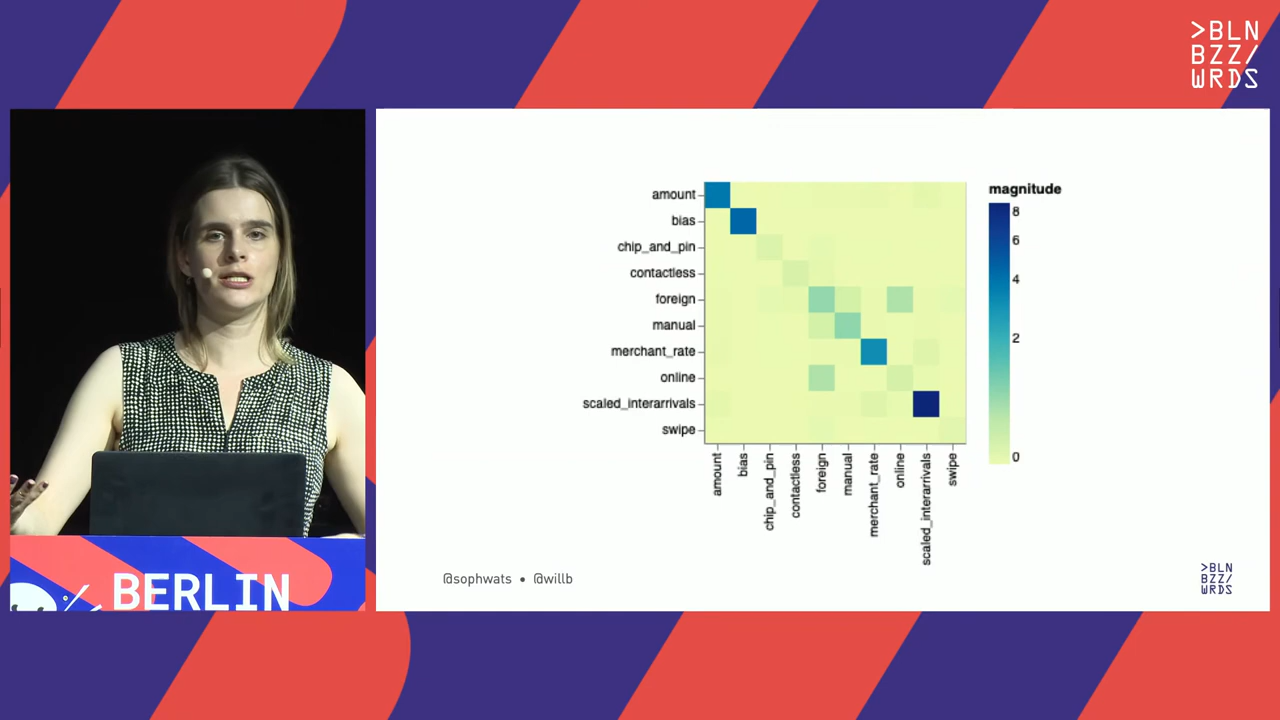 >BLN
BZZ/
WRDS
magnitude
8
6
4
2
0
amount
bias
chip_and_pin
contactless
foreign
manual
merchant_rate
online
scaled_interarrivals
swipe
amount
bias
chip_and_pin
contactless
foreign
manual
merchant_rate
online
scaled_interarrivals
swipe
@sophwats • @willb
>BLN
BZZ/
WRDS
BERLIN